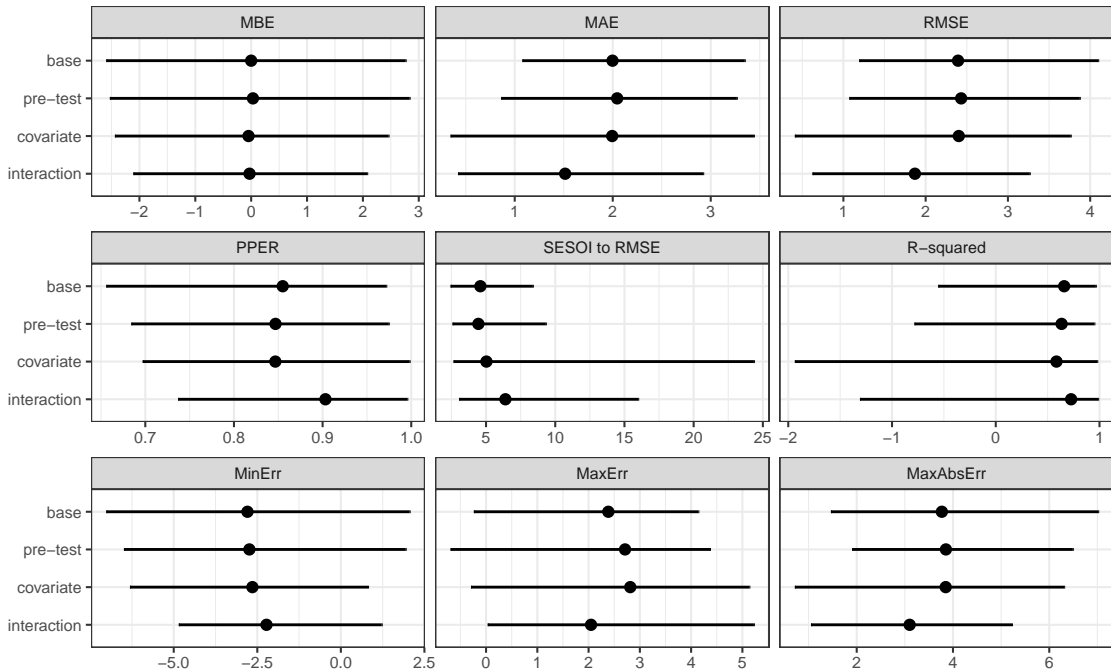 MBE MAE RMSE
base
pre−test
covariate
interaction
−2 −1 0 1 2 3 1 2 3 1 2 3 4
PPER SESOI to RMSE R−squared
base
pre−test
covariate
interaction
0.7 0.8 0.9 1.0 5 10 15 20 25 −2 0 1
MinErr MaxErr MaxAbsErr
base
pre−test
covariate
interaction
−5.0 −2.5 0.0 2.5 0 1 2 3 4 5 2 4 6